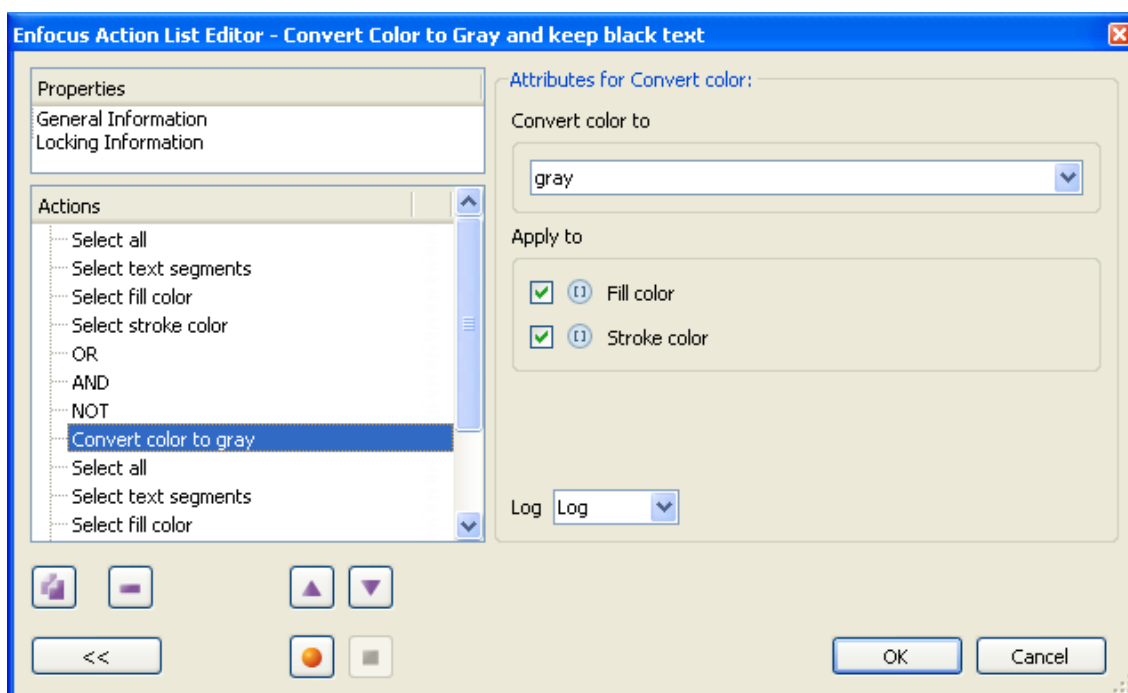 Enfocus Action List Editor - Convert Color to Gray and keep black text
Properties
General Information
Locking Information
Actions
Select all
Select text segments
Select fill color
Select stroke color
OR
AND
NOT
Convert color to gray
Select all
Select text segments
Select fill color
<<
Attributes for Convert color:
Convert color to
gray
Apply to
Fill color
Stroke color
Log Log
OK Cancel